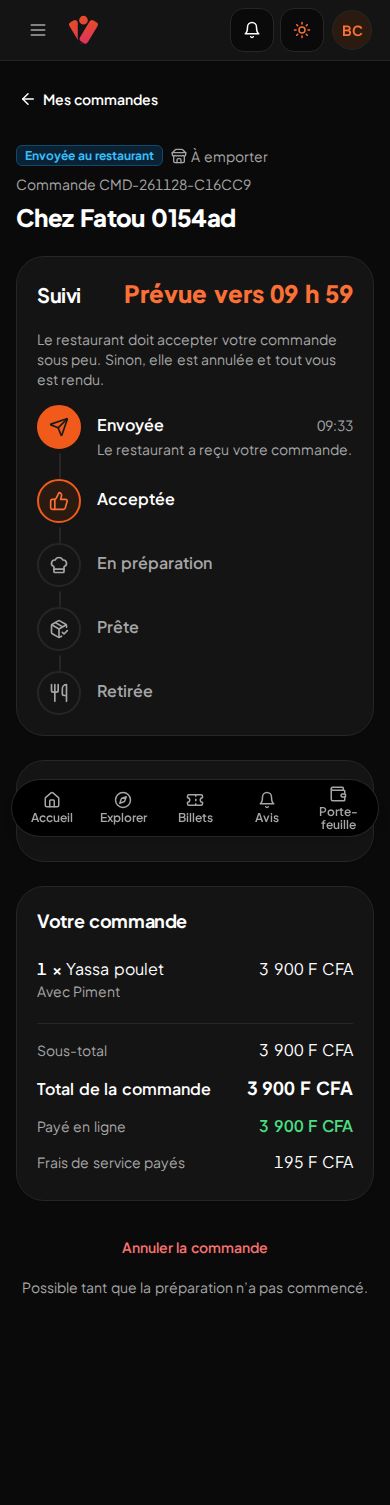 BC
Mes commandes
Envoyée au restaurant À emporter
Commande CMD-261128-C16CC9
Chez Fatou 0154ad
Suivi Prévue vers 09 h 59
Le restaurant doit accepter votre commande
sous peu. Sinon, elle est annulée et tout vous
est rendu.
Envoyée 09:33
Le restaurant a reçu votre commande.
Acceptée
En préparation
Prête
Retirée
Accueil Explorer Billets Avis Porte-
feuille
Votre commande
1 × Yassa poulet 3 900 F CFA
Avec Piment
Sous-total 3 900 F CFA
Total de la commande 3 900 F CFA
Payé en ligne 3 900 F CFA
Frais de service payés 195 F CFA
Annuler la commande
Possible tant que la préparation n'a pas commencé.